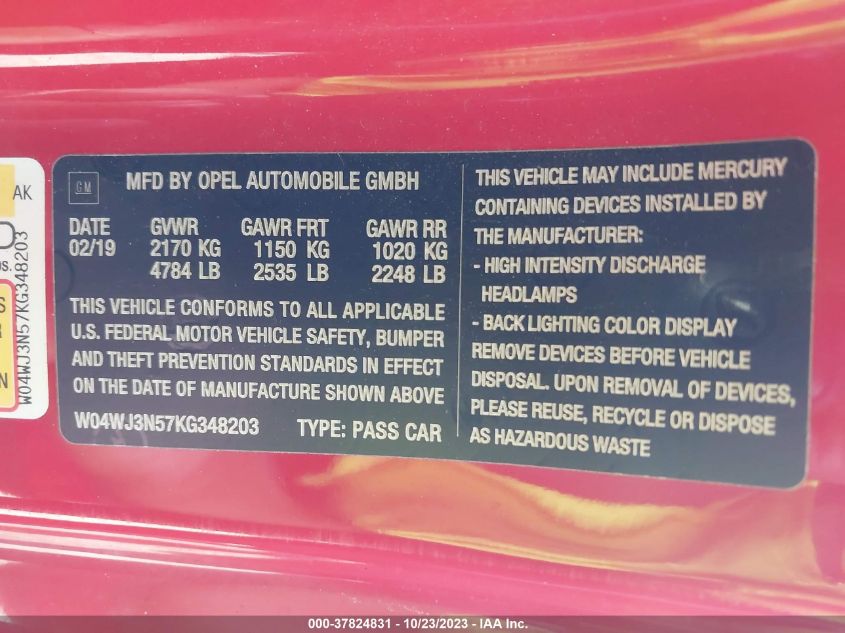 AK
D
os.
S
R
N
W04WJ3N57KG348203
GM
MFD BY OPEL AUTOMOBILE GMBH
DATE GVWR GAWR FRT GAWR RR
02/19 2170 KG 1150 KG 1020 KG
4784 LB 2535 LB 2248 LB
THIS VEHICLE CONFORMS TO ALL APPLICABLE
U.S. FEDERAL MOTOR VEHICLE SAFETY, BUMPER
AND THEFT PREVENTION STANDARDS IN EFFECT
ON THE DATE OF MANUFACTURE SHOWN ABOVE
W04WJ3N57KG348203 TYPE: PASS CAR
THIS VEHICLE MAY INCLUDE MERCURY
CONTAINING DEVICES INSTALLED BY
THE MANUFACTURER:
- HIGH INTENSITY DISCHARGE
HEADLAMPS
- BACK LIGHTING COLOR DISPLAY
REMOVE DEVICES BEFORE VEHICLE
DISPOSAL. UPON REMOVAL OF DEVICES,
PLEASE REUSE, RECYCLE OR DISPOSE
AS HAZARDOUS WASTE
000-37824831 - 10/23/2023 - IAA Inc.